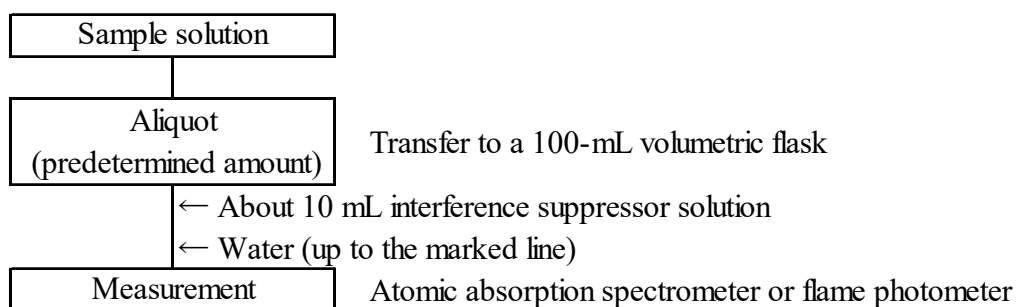 Sample solution
Aliquot
(predetermined amount)
Transfer to a 100-mL volumetric flask
← About 10 mL interference suppressor solution
← Water (up to the marked line)
Measurement
Atomic absorption spectrometer or flame photometer